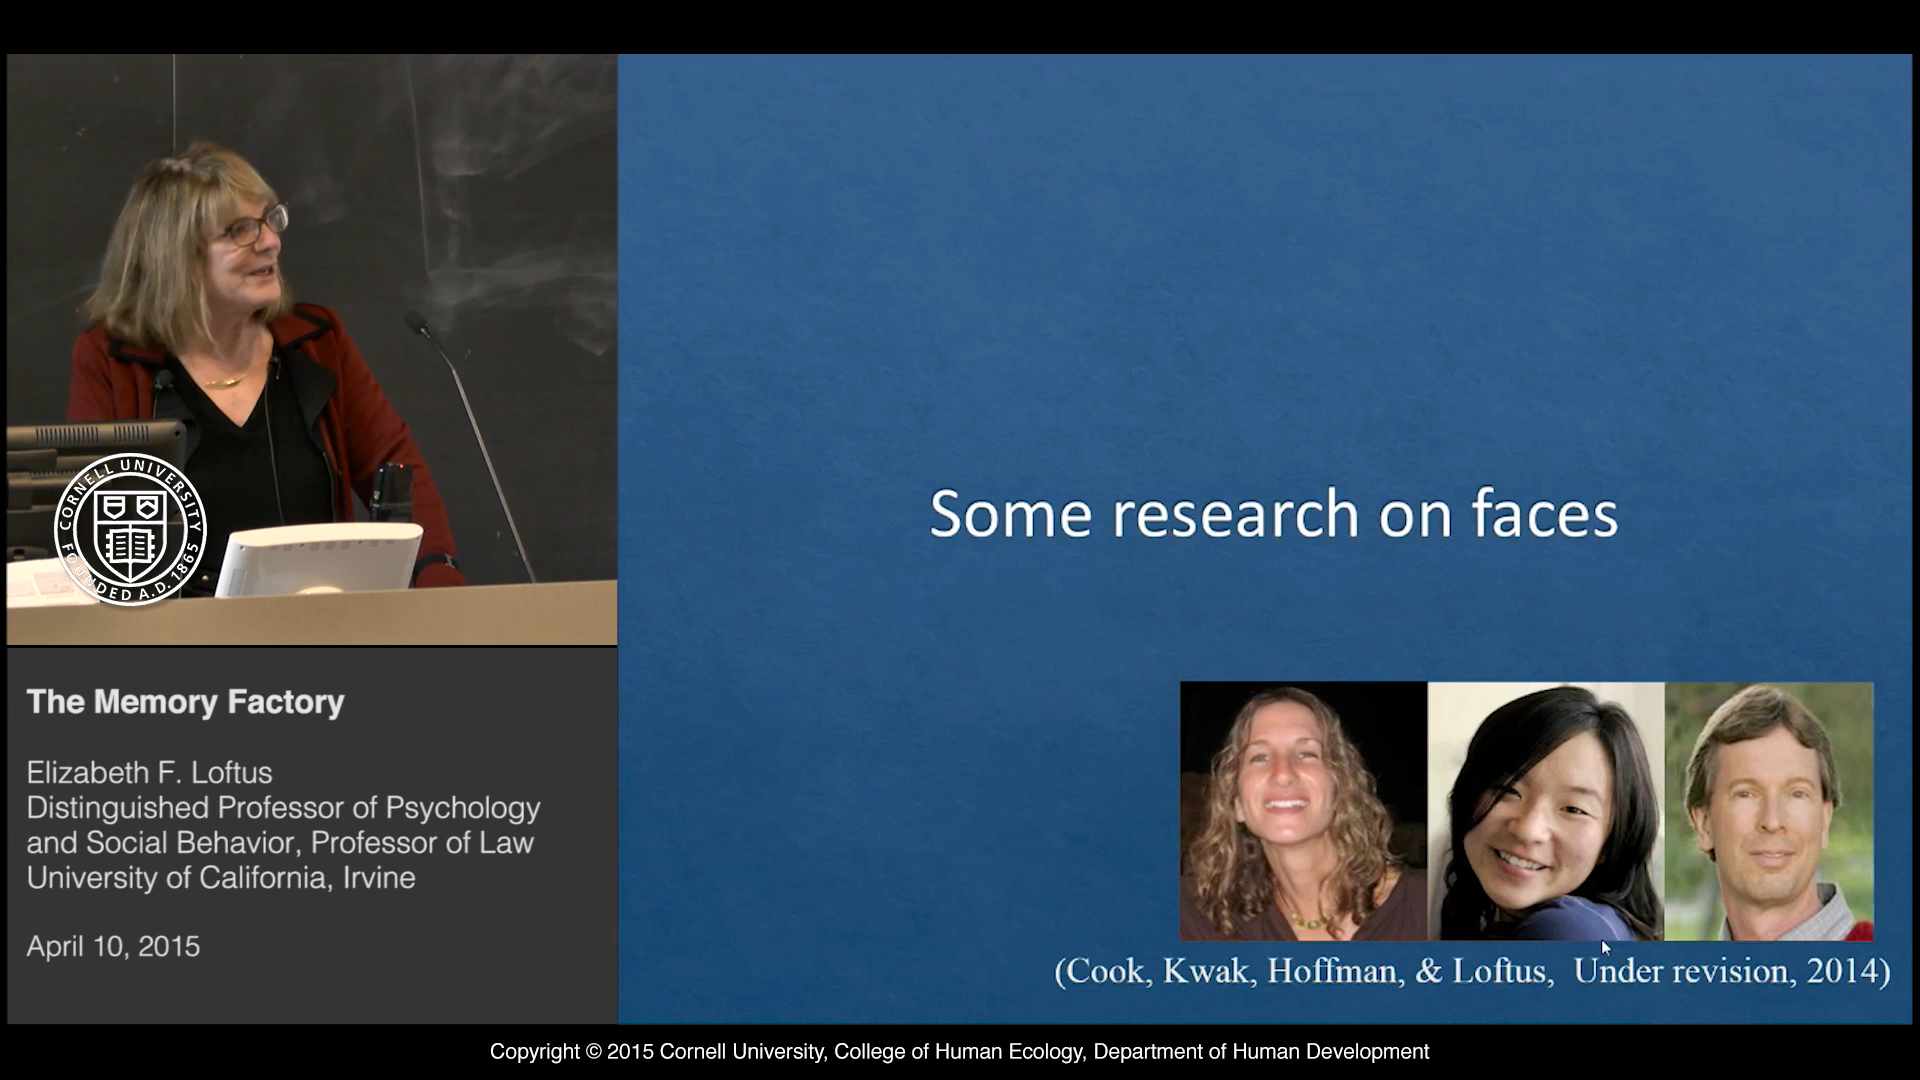 CORNELL UNIVERSITY
FOUNDED A.D. 1865
The Memory Factory
Elizabeth F. Loftus
Distinguished Professor of Psychology
and Social Behavior, Professor of Law
University of California, Irvine
April 10, 2015
Some research on faces
(Cook, Kwak, Hoffman, & Loftus, Under revision, 2014)
Copyright © 2015 Cornell University, College of Human Ecology, Department of Human Development